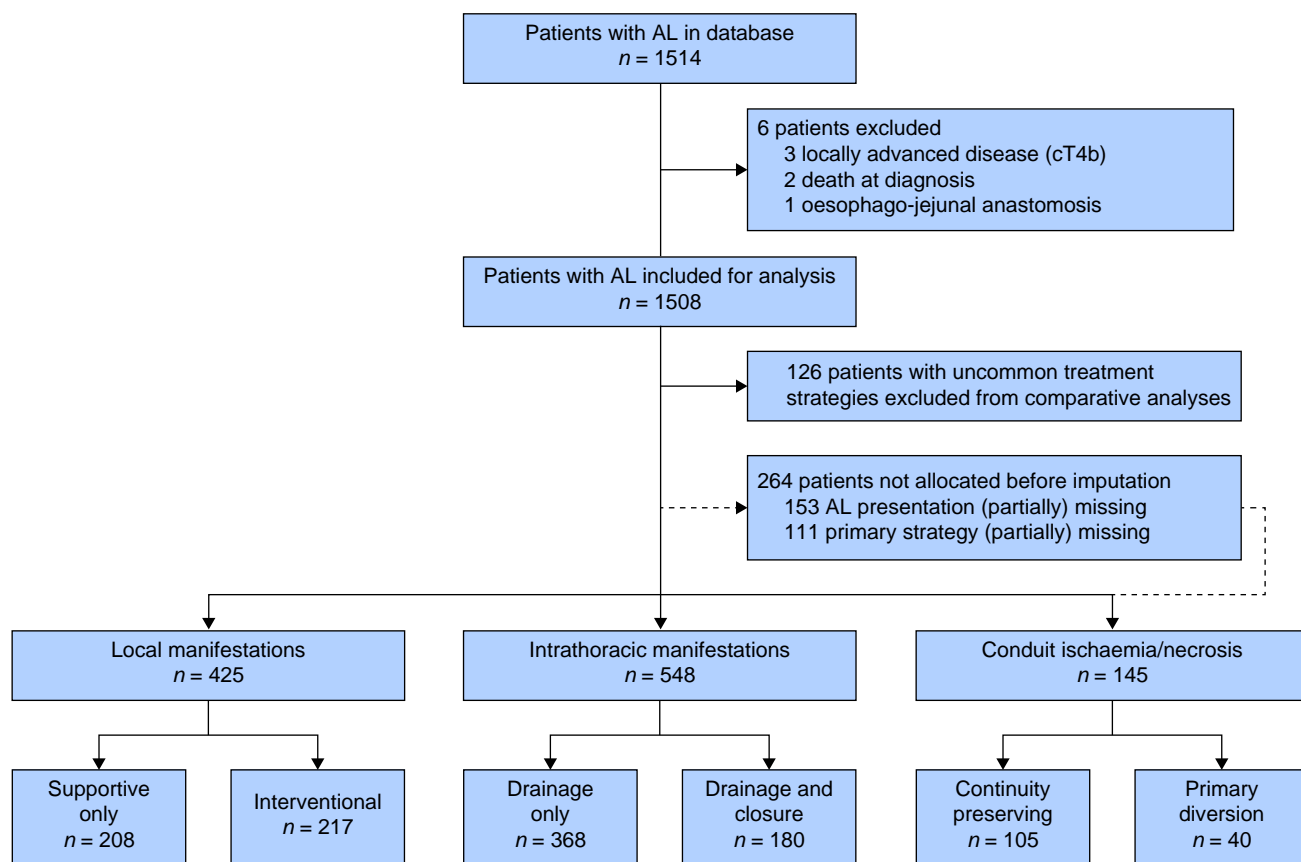 Patients with AL in database
n = 1514
6 patients excluded
3 locally advanced disease (cT4b)
2 death at diagnosis
1 oesophago-jejunal anastomosis
Patients with AL included for analysis
n = 1508
126 patients with uncommon treatment
strategies excluded from comparative analyses
264 patients not allocated before imputation
153 AL presentation (partially) missing
111 primary strategy (partially) missing
Local manifestations
n = 425
Intrathoracic manifestations
n = 548
Conduit ischaemia/necrosis
n = 145
Supportive
only
n = 208
Interventional
n = 217
Drainage
only
n = 368
Drainage and
closure
n = 180
Continuity
preserving
n = 105
Primary
diversion
n = 40